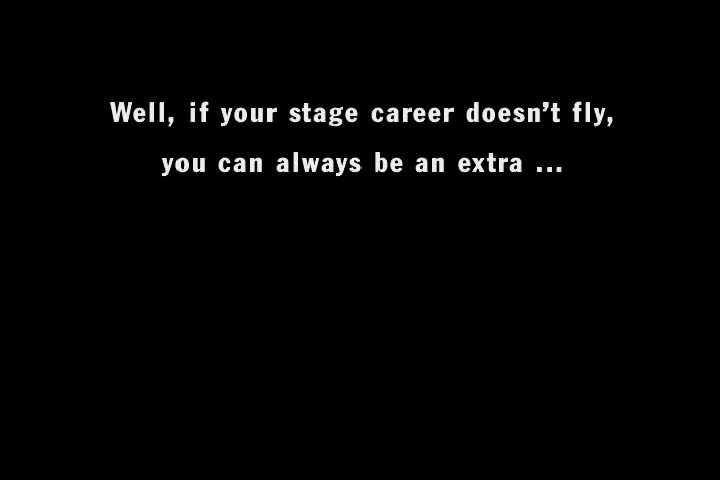 Well, if your stage career doesn’t fly,
you can always be an extra ...